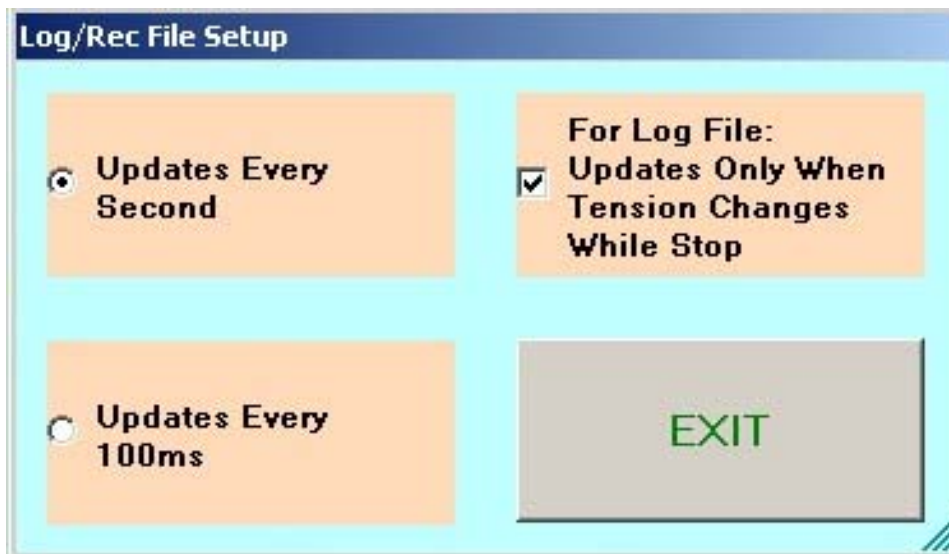 Log/Rec File Setup
Updates Every
Second
For Log File:
Updates Only When
Tension Changes
While Stop
Updates Every
100ms
EXIT